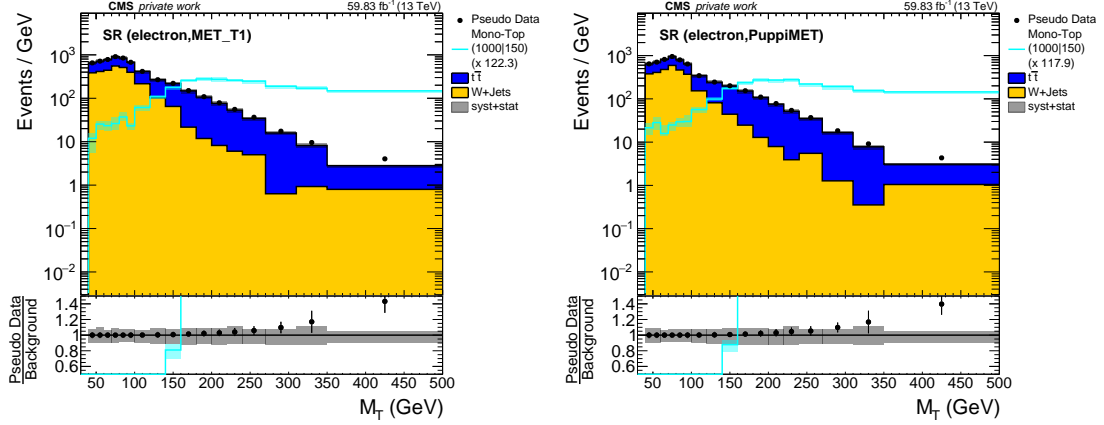 CMS private work 59.83 fb⁻¹ (13 TeV)
SR (electron,MET_T1)
Events / GeV
10³
10²
10
1
10⁻¹
10⁻²
Pseudo Data
Mono-Top
(1000|150)
(x 122.3)
tt̅
W+Jets
syst+stat
Pseudo Data
Background
1.4
1.2
1
0.8
0.6
50 100 150 200 250 300 350 400 450 500
M_T (GeV)
CMS private work 59.83 fb⁻¹ (13 TeV)
SR (electron,PuppiMET)
Events / GeV
10³
10²
10
1
10⁻¹
10⁻²
Pseudo Data
Mono-Top
(1000|150)
(x 117.9)
tt̅
W+Jets
syst+stat
Pseudo Data
Background
1.4
1.2
1
0.8
0.6
50 100 150 200 250 300 350 400 450 500
M_T (GeV)